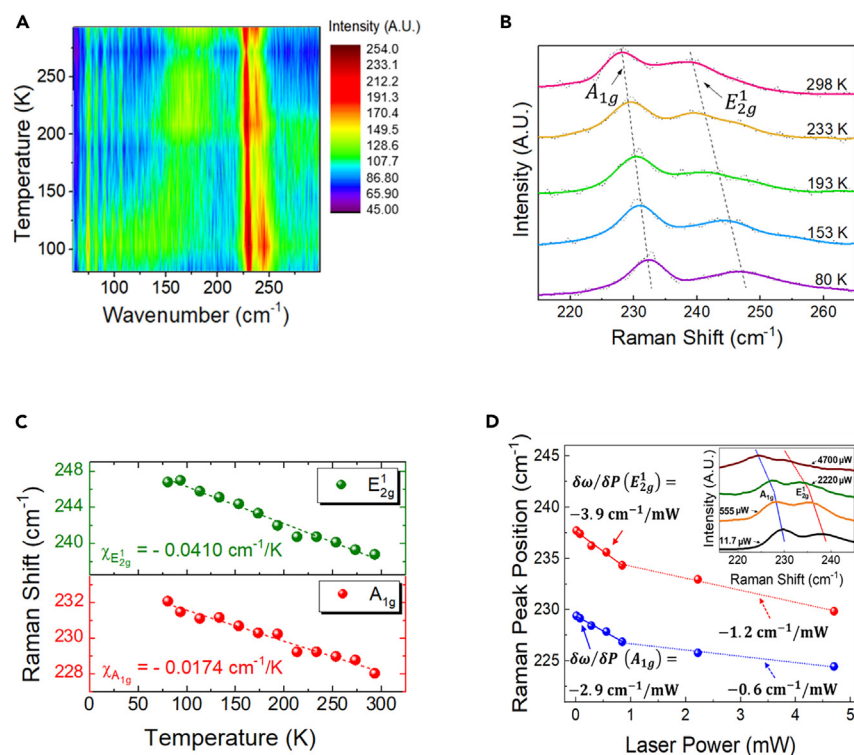 A
Intensity (A.U.)
254.0
233.1
212.2
191.3
170.4
149.5
128.6
107.7
86.80
65.90
45.00
Temperature (K)
250
200
150
100
100 150 200 250
Wavenumber (cm⁻¹)
B
A₁g
E¹₂g
298 K
233 K
193 K
153 K
80 K
Intensity (A.U.)
220 230 240 250 260
Raman Shift (cm⁻¹)
C
248
246
244
240
E¹₂g
χE¹₂g = - 0.0410 cm⁻¹/K
232
230
228
A₁g
χA₁g = - 0.0174 cm⁻¹/K
Raman Shift (cm⁻¹)
0 50 100 150 200 250 300
Temperature (K)
D
Raman Peak Position (cm⁻¹)
245
240
235
230
225
δω/δP (E¹₂g) =
−3.9 cm⁻¹/mW
−1.2 cm⁻¹/mW
δω/δP (A₁g) =
−2.9 cm⁻¹/mW
−0.6 cm⁻¹/mW
0 1 2 3 4 5
Laser Power (mW)
Intensity (A.U.)
4700 μW
2220 μW
A₁g
E¹₂g
555 μW
11.7 μW
220 230 240
Raman Shift (cm⁻¹)